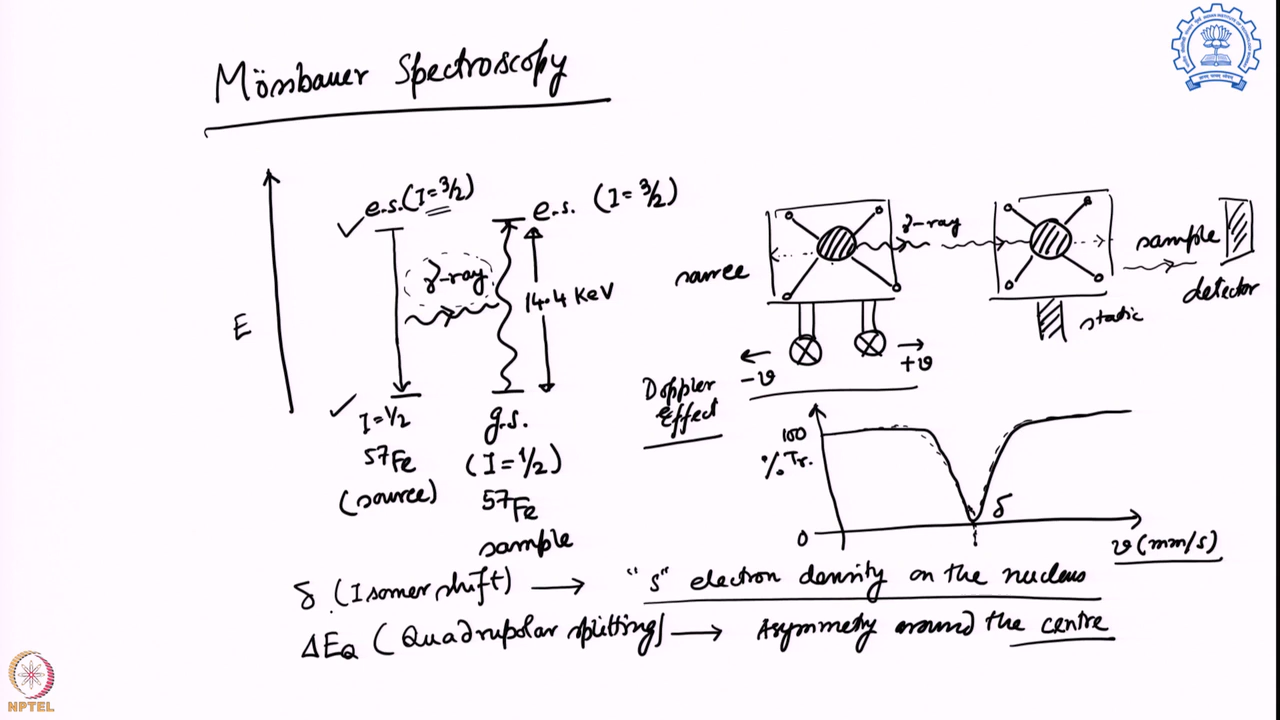 Mössbauer Spectroscopy
E
e.s. (I = 3/2)
γ-ray
I = 1/2
57Fe
(source)
e.s. (I = 3/2)
14.4 KeV
g.s.
(I = 1/2)
57Fe
sample
source
γ-ray
sample
detector
static
-v
+v
Doppler
Effect
100
% Tr.
0
δ
v (mm/s)
δ (Isomer shift) → "s" electron density on the nucleus
ΔEQ (Quadrupolar splitting) → Asymmetry around the centre
NPTEL